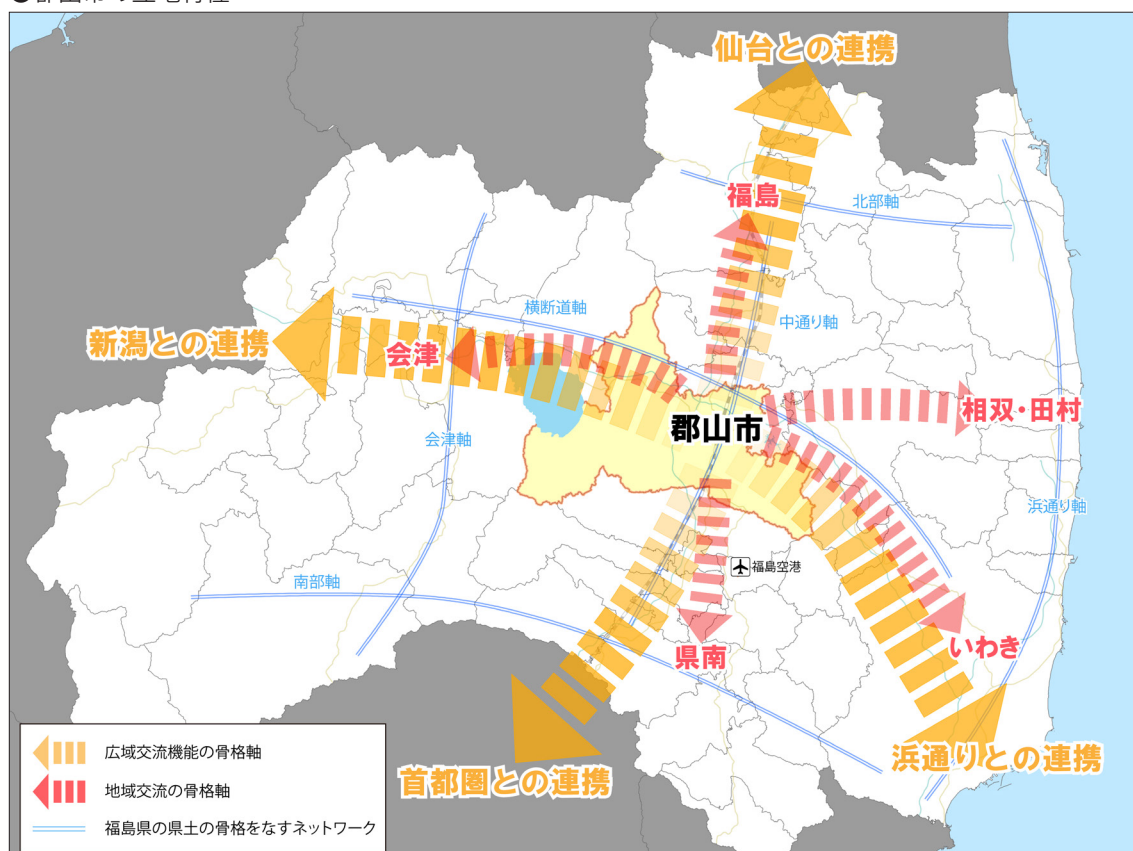 仙台との連携
福島
北部軸
横断道軸
中通り軸
新潟との連携
会津
相双・田村
郡山市
会津軸
浜通り軸
福島空港
南部軸
いわき
県南
浜通りとの連携
首都圏との連携
広域交流機能の骨格軸
地域交流の骨格軸
福島県の県土の骨格をなすネットワーク